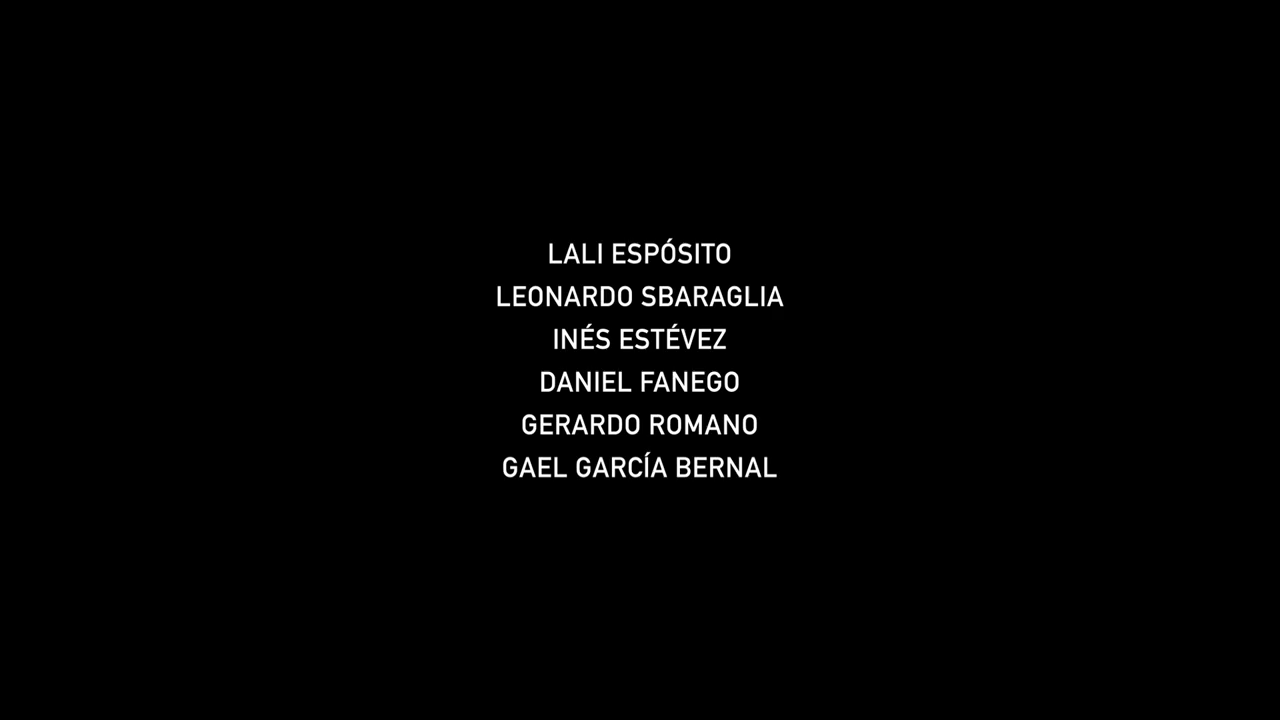 LALI ESPÓSITO
LEONARDO SBARAGLIA
INÉS ESTÉVEZ
DANIEL FANEGO
GERARDO ROMANO
GAEL GARCÍA BERNAL